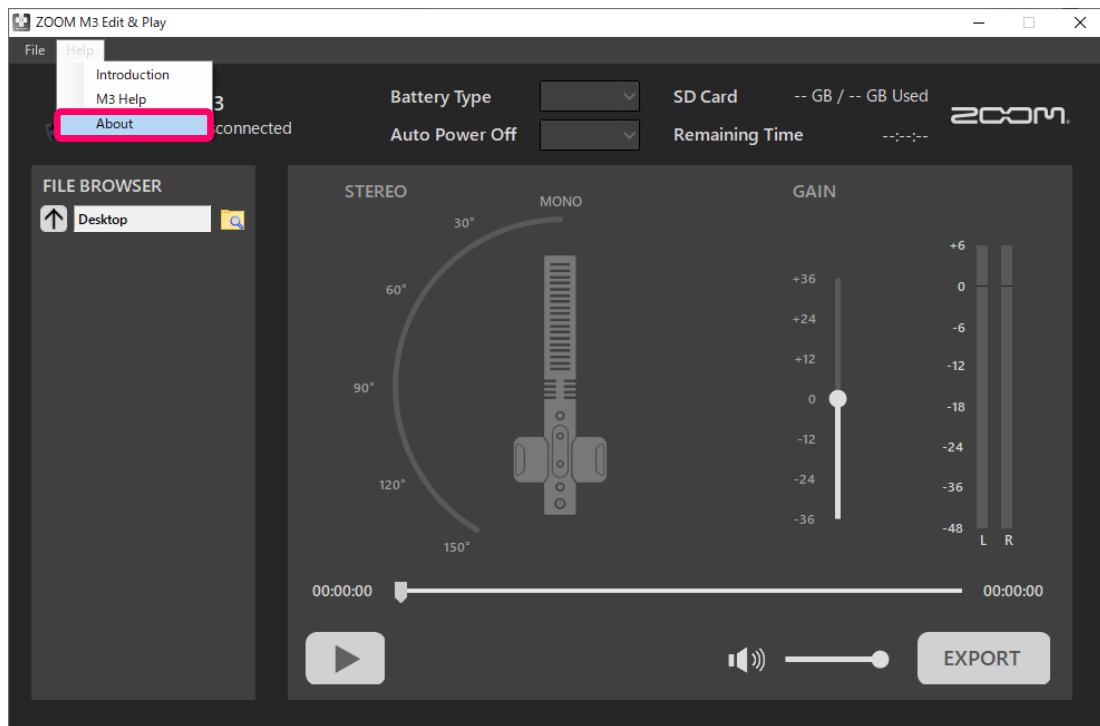 ZOOM M3 Edit & Play
File Help
Introduction
M3 Help
About
3
sconnected
Battery Type
Auto Power Off
SD Card -- GB / -- GB Used
Remaining Time --:--:--
ZOOM.
FILE BROWSER
Desktop
STEREO
MONO
30°
60°
90°
120°
150°
GAIN
+36
+24
+12
0
-12
-24
-36
+6
0
-6
-12
-18
-24
-36
-48
L R
00:00:00
00:00:00
EXPORT